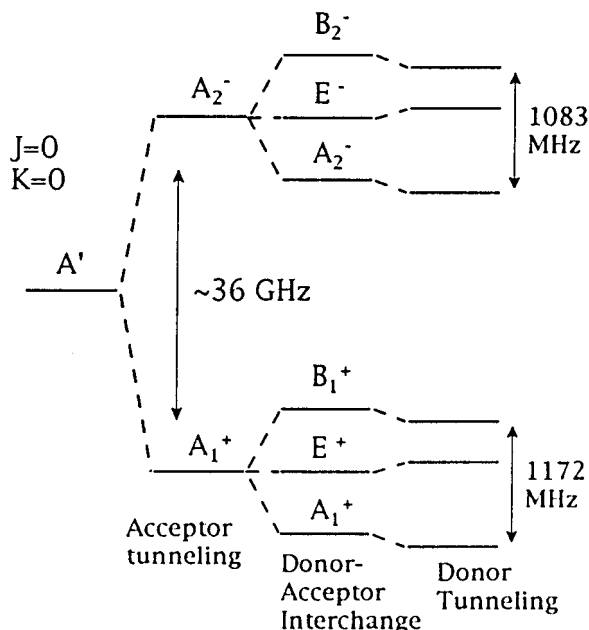 B₂⁻
A₂⁻
E⁻
1083
MHz
J=0
K=0
A₂⁻
A'
~36 GHz
B₁⁺
A₁⁺
E⁺
1172
MHz
A₁⁺
Acceptor
tunneling
Donor-
Acceptor
Interchange
Donor
Tunneling